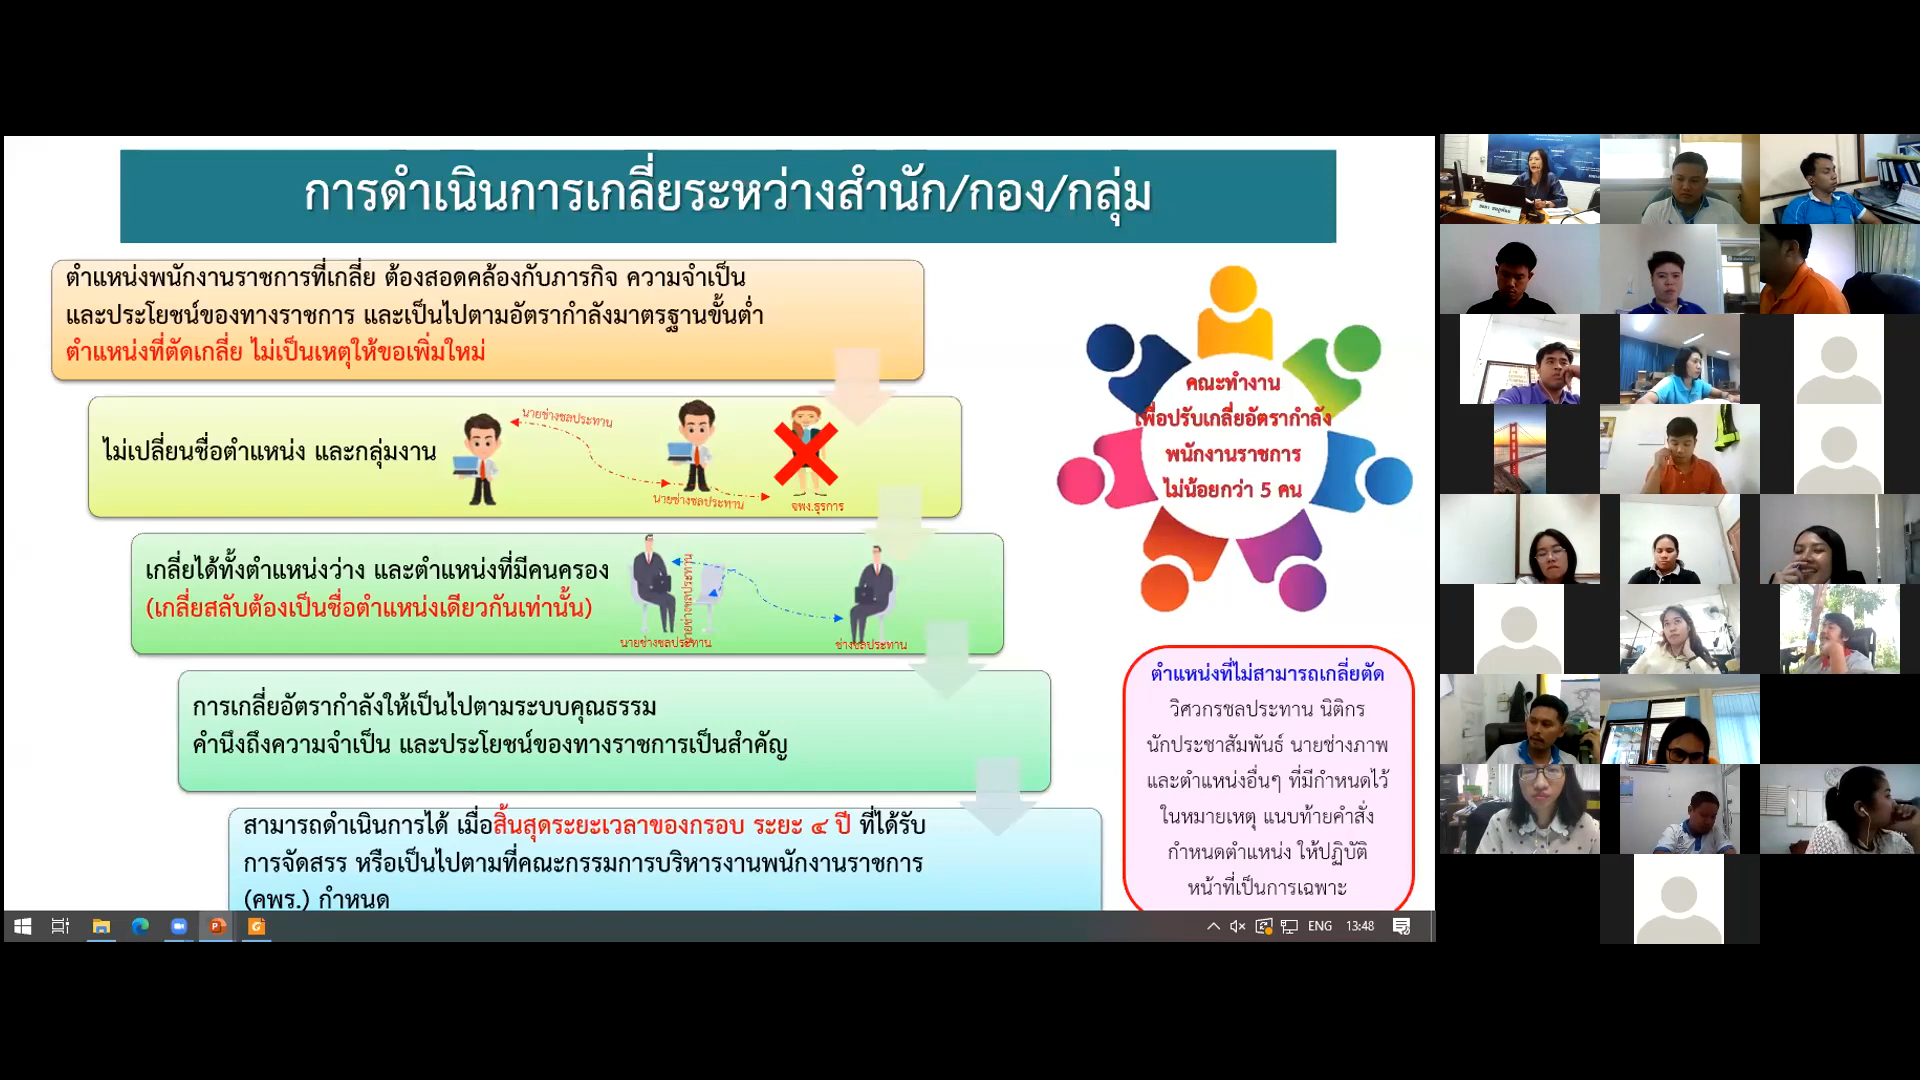 การดำเนินการเกลี่ยระหว่างสำนัก/กอง/กลุ่ม
ตำแหน่งพนักงานราชการที่เกลี่ย ต้องสอดคล้องกับภารกิจ ความจำเป็น
และประโยชน์ของทางราชการ และเป็นไปตามอัตรากำลังมาตรฐานขั้นต่ำ
ตำแหน่งที่ตัดเกลี่ย ไม่เป็นเหตุให้ขอเพิ่มใหม่
ไม่เปลี่ยนชื่อตำแหน่ง และกลุ่มงาน
นายช่างชลประทาน
นายช่างชลประทาน
จพง.ธุรการ
เกลี่ยได้ทั้งตำแหน่งว่าง และตำแหน่งที่มีคนครอง
(เกลี่ยสลับต้องเป็นชื่อตำแหน่งเดียวกันเท่านั้น)
นายช่างชลประทาน
นายช่างชลประทาน
ช่างชลประทาน
การเกลี่ยอัตรากำลังให้เป็นไปตามระบบคุณธรรม
คำนึงถึงความจำเป็น และประโยชน์ของทางราชการเป็นสำคัญ
สามารถดำเนินการได้ เมื่อสิ้นสุดระยะเวลาของกรอบ ระยะ ๔ ปี ที่ได้รับ
การจัดสรร หรือเป็นไปตามที่คณะกรรมการบริหารงานพนักงานราชการ
(คพร.) กำหนด
คณะทำงาน
เพื่อปรับเกลี่ยอัตรากำลัง
พนักงานราชการ
ไม่น้อยกว่า 5 คน
ตำแหน่งที่ไม่สามารถเกลี่ยตัด
วิศวกรชลประทาน นิติกร
นักประชาสัมพันธ์ นายช่างภาพ
และตำแหน่งอื่นๆ ที่มีกำหนดไว้
ในหมายเหตุ แนบท้ายคำสั่ง
กำหนดตำแหน่ง ให้ปฏิบัติ
หน้าที่เป็นการเฉพาะ
ENG
13:48